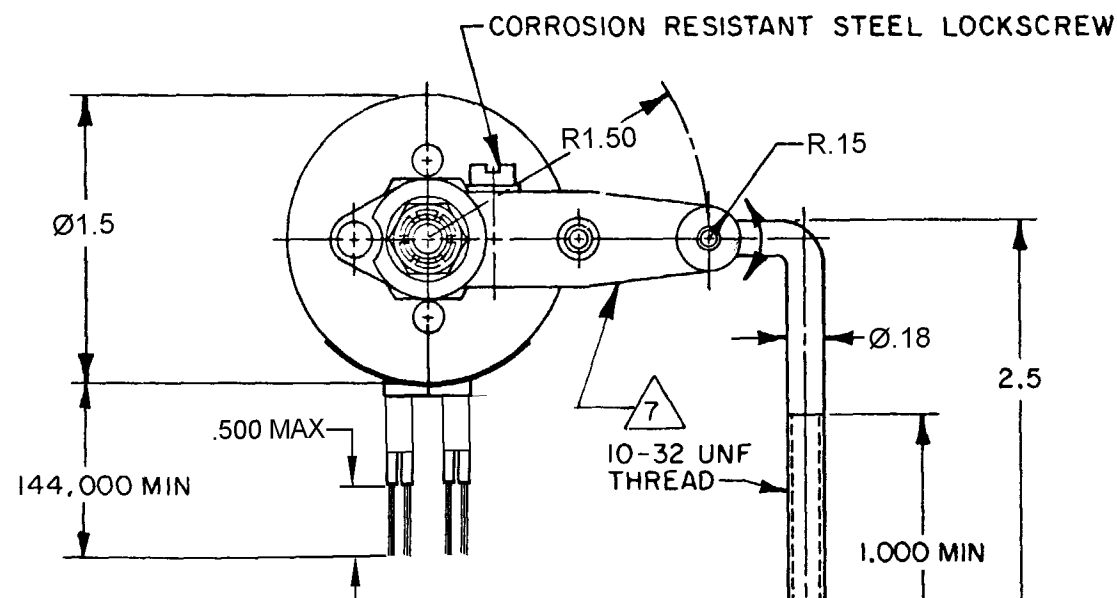 CORROSION RESISTANT STEEL LOCKSCREW
R1.50
R.15
Ø1.5
Ø.18
2.5
7
.500 MAX
10-32 UNF
THREAD
144,000 MIN
1.000 MIN